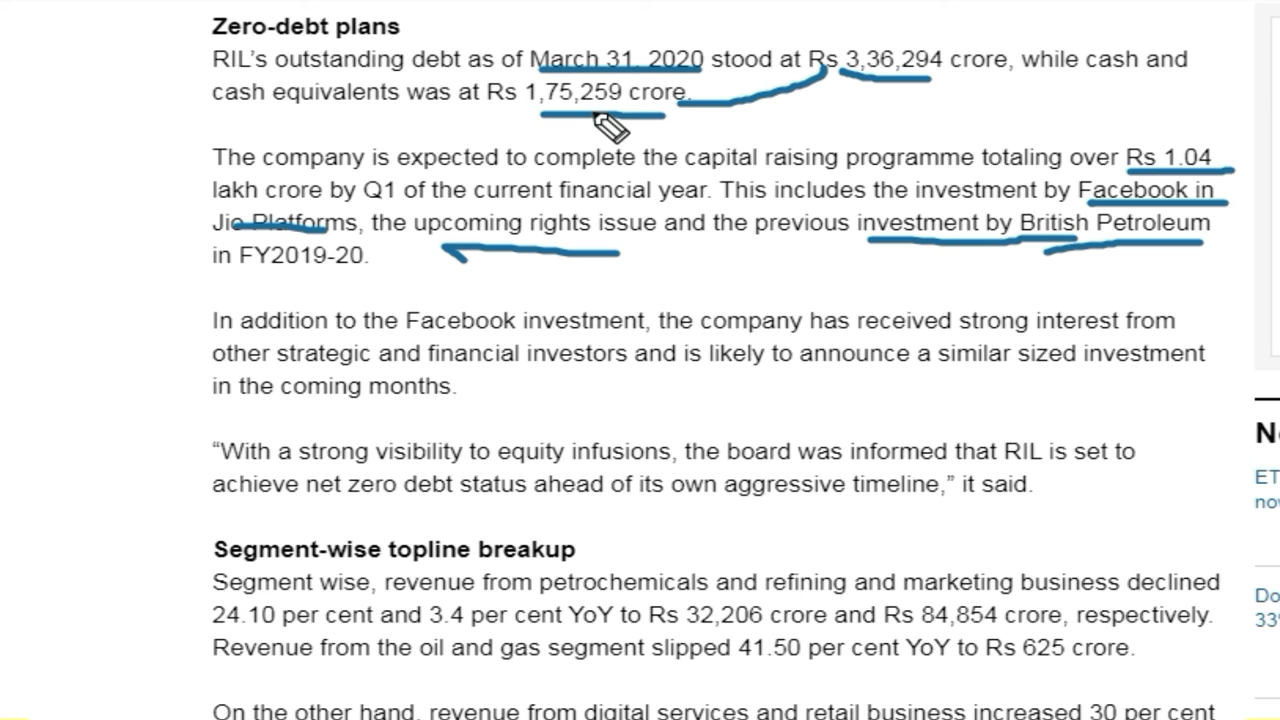 Zero-debt plans
RIL's outstanding debt as of March 31, 2020 stood at Rs 3,36,294 crore, while cash and
cash equivalents was at Rs 1,75,259 crore.
The company is expected to complete the capital raising programme totaling over Rs 1.04
lakh crore by Q1 of the current financial year. This includes the investment by Facebook in
Jio Platforms, the upcoming rights issue and the previous investment by British Petroleum
in FY2019-20.
In addition to the Facebook investment, the company has received strong interest from
other strategic and financial investors and is likely to announce a similar sized investment
in the coming months.
“With a strong visibility to equity infusions, the board was informed that RIL is set to
achieve net zero debt status ahead of its own aggressive timeline,” it said.
Segment-wise topline breakup
Segment wise, revenue from petrochemicals and refining and marketing business declined
24.10 per cent and 3.4 per cent YoY to Rs 32,206 crore and Rs 84,854 crore, respectively.
Revenue from the oil and gas segment slipped 41.50 per cent YoY to Rs 625 crore.
On the other hand, revenue from digital services and retail business increased 30 per cent
ET
Do
33